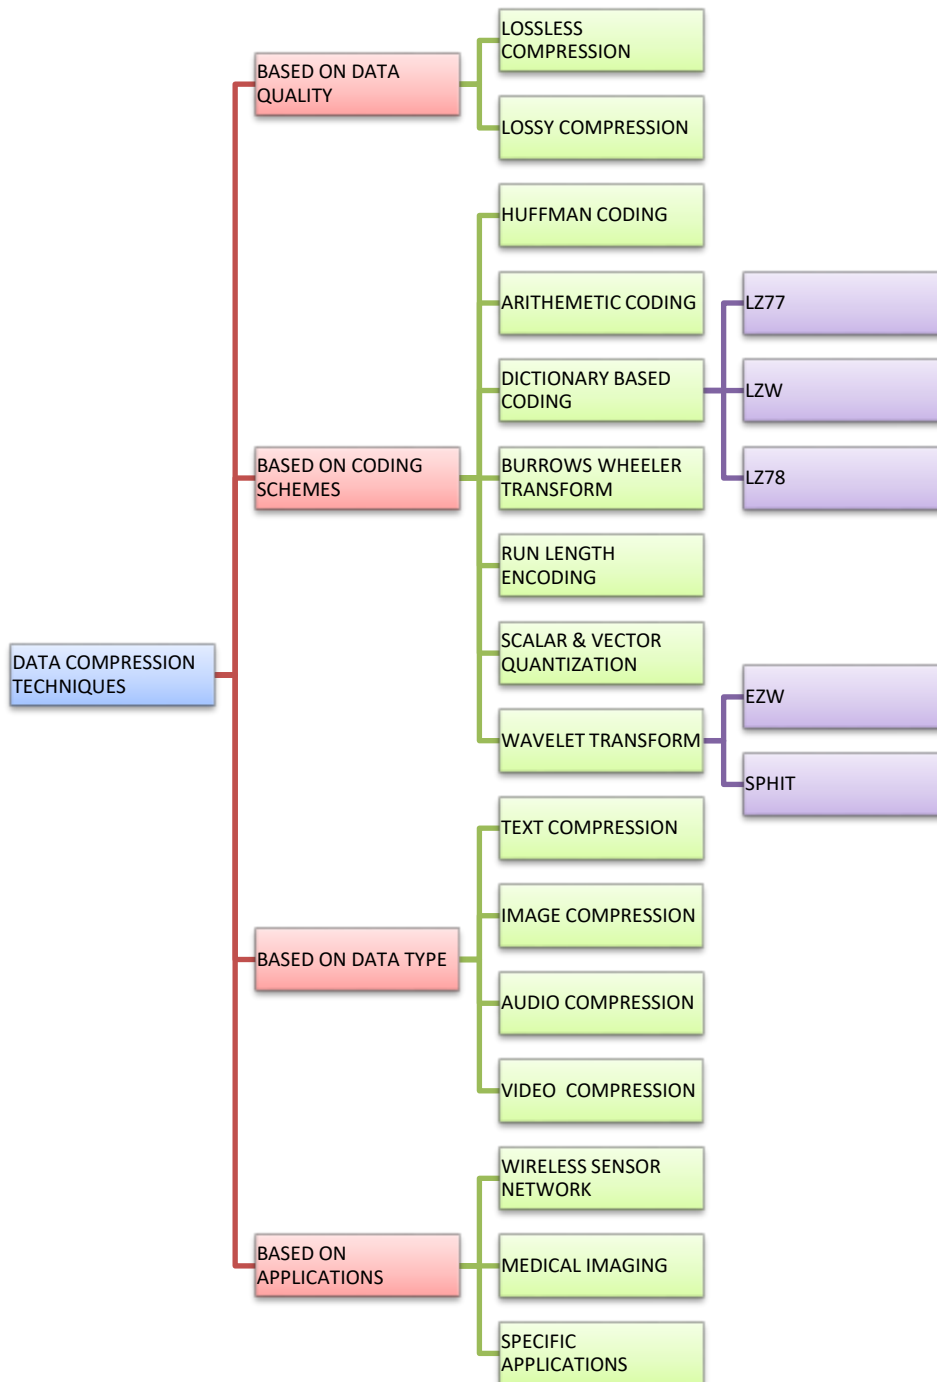 DATA COMPRESSION
TECHNIQUES
BASED ON DATA
QUALITY
LOSSLESS
COMPRESSION
LOSSY COMPRESSION
BASED ON CODING
SCHEMES
HUFFMAN CODING
ARITHEMETIC CODING
DICTIONARY BASED
CODING
LZ77
LZW
LZ78
BURROWS WHEELER
TRANSFORM
RUN LENGTH
ENCODING
SCALAR & VECTOR
QUANTIZATION
WAVELET TRANSFORM
EZW
SPHIT
BASED ON DATA TYPE
TEXT COMPRESSION
IMAGE COMPRESSION
AUDIO COMPRESSION
VIDEO  COMPRESSION
BASED ON
APPLICATIONS
WIRELESS SENSOR
NETWORK
MEDICAL IMAGING
SPECIFIC
APPLICATIONS